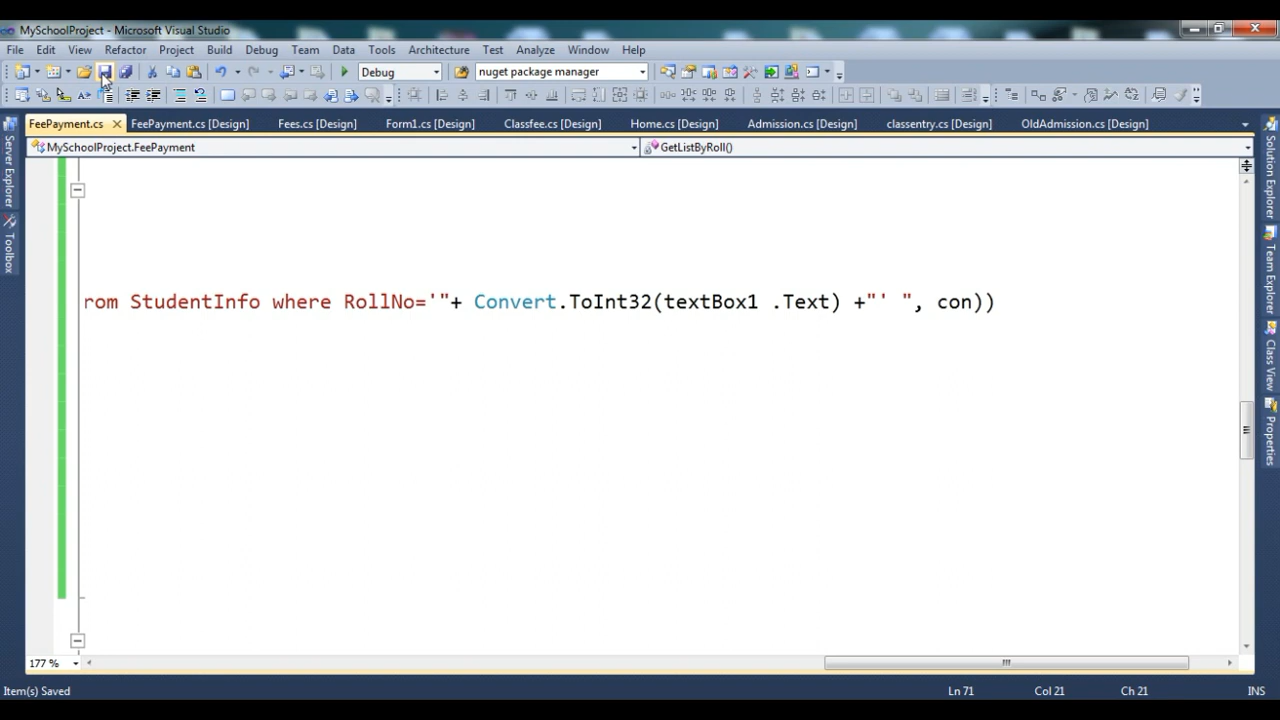 MySchoolProject - Microsoft Visual Studio
File Edit View Refactor Project Build Debug Team Data Tools Architecture Test Analyze Window Help
Debug nuget package manager
FeePayment.cs FeePayment.cs [Design] Fees.cs [Design] Form1.cs [Design] Classfee.cs [Design] Home.cs [Design] Admission.cs [Design] classentry.cs [Design] OldAdmission.cs [Design]
MySchoolProject.FeePayment GetListByRoll()
rom StudentInfo where RollNo='"+ Convert.ToInt32(textBox1 .Text) +"' ", con))
Server Explorer
Toolbox
Solution Explorer
Team Explorer
Class View
Properties
177 %
Item(s) Saved Ln 71 Col 21 Ch 21 INS